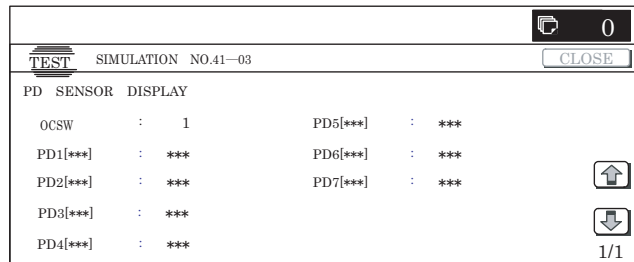 0
TEST SIMULATION NO.41—03 CLOSE
PD SENSOR DISPLAY
OCSW : 1 PD5[***] : ***
PD1[***] : *** PD6[***] : ***
PD2[***] : *** PD7[***] : ***
PD3[***] : ***
PD4[***] : ***
1/1